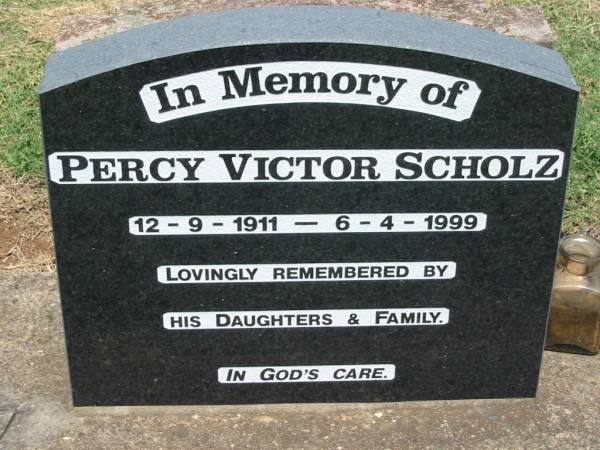 In Memory of
PERCY VICTOR SCHOLZ
12 - 9 - 1911 — 6 - 4 - 1999
LOVINGLY REMEMBERED BY
HIS DAUGHTERS & FAMILY.
IN GOD'S CARE.